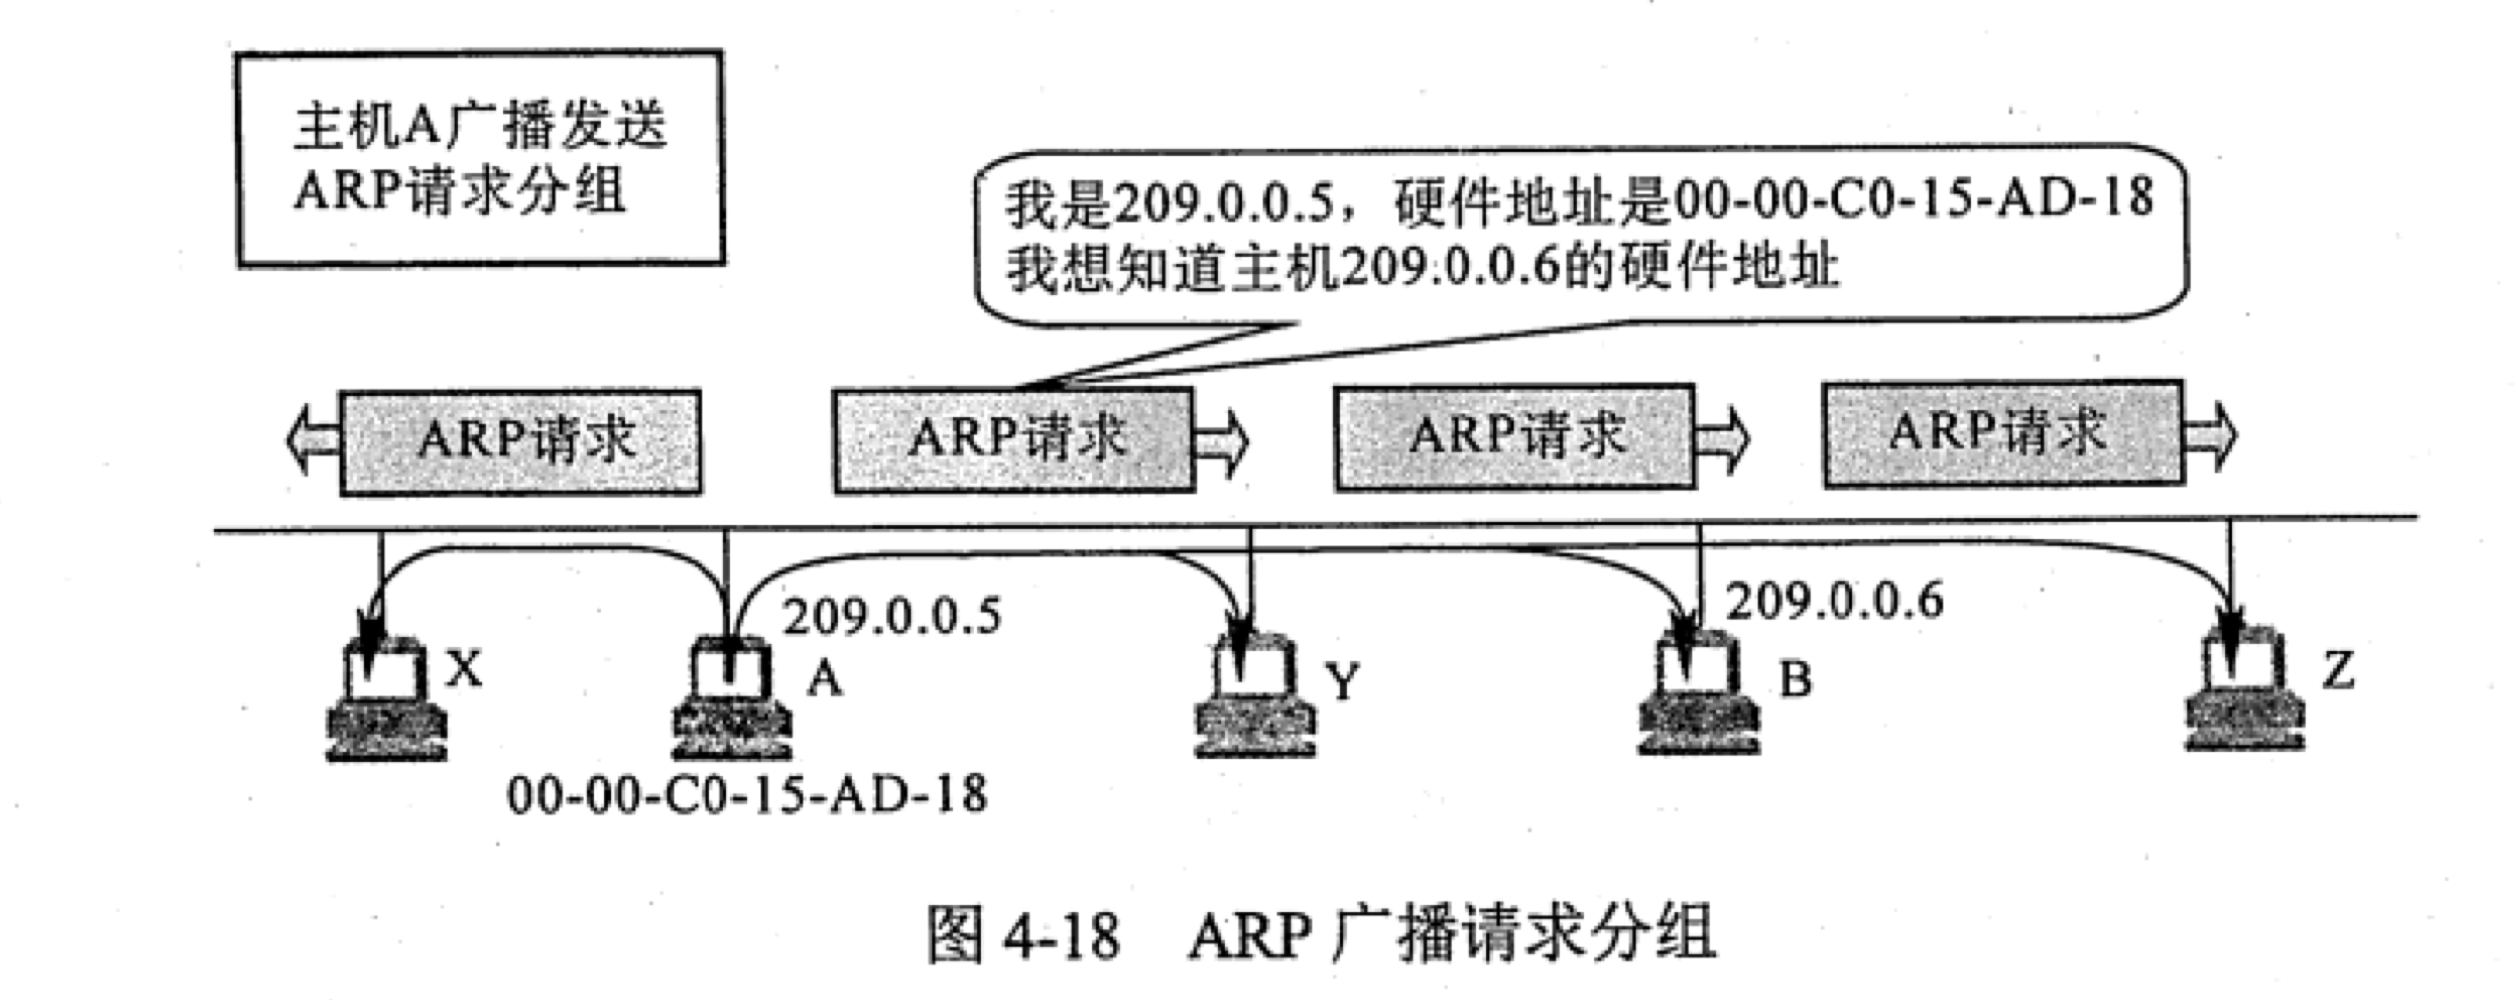 主机A广播发送
ARP请求分组
我是209.0.0.5，硬件地址是00-00-C0-15-AD-18
我想知道主机209.0.0.6的硬件地址
ARP请求
ARP请求
ARP请求
ARP请求
209.0.0.5
209.0.0.6
X
A
Y
B
Z
00-00-C0-15-AD-18
图 4-18 ARP 广播请求分组